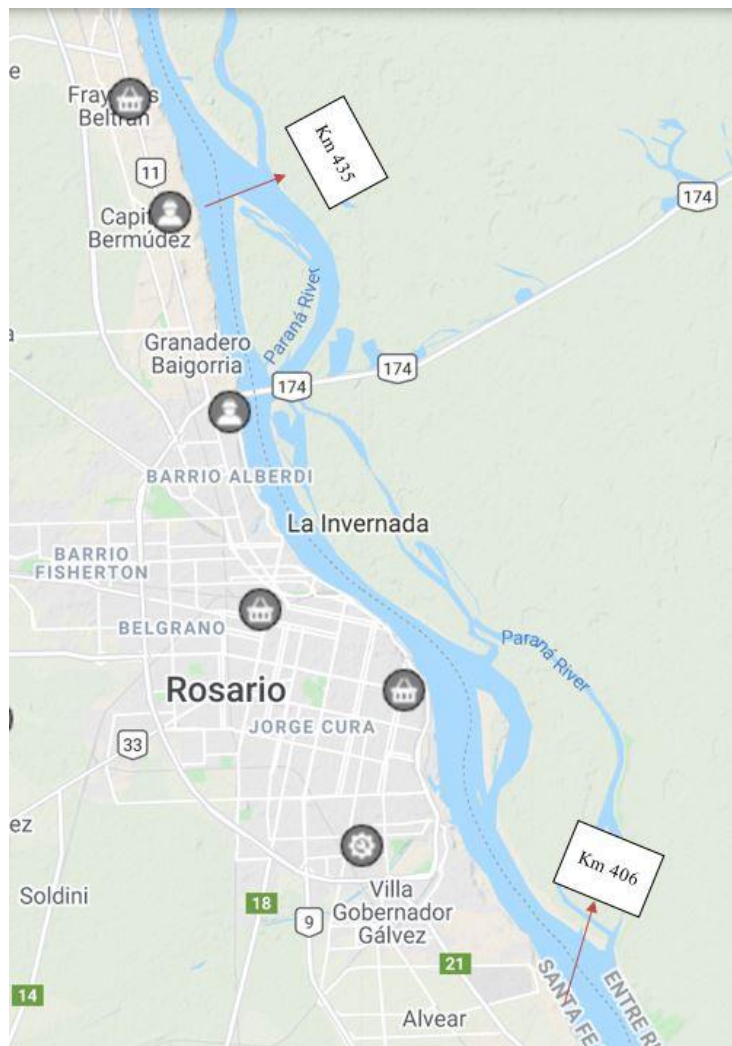 Fray
s
Beltrán
e
Km 435
11
174
Capit
Bermúdez
Paraná River
a
Granadero
Baigorria
174
174
BARRIO ALBERDI
La Invernada
BARRIO
FISHERTON
BELGRANO
Paraná River
Rosario
JORGE CURA
33
ez
Km 406
Soldini
Villa
Gobernador
Gálvez
18
9
21
SANTA FE
ENTRE R
14
Alvear